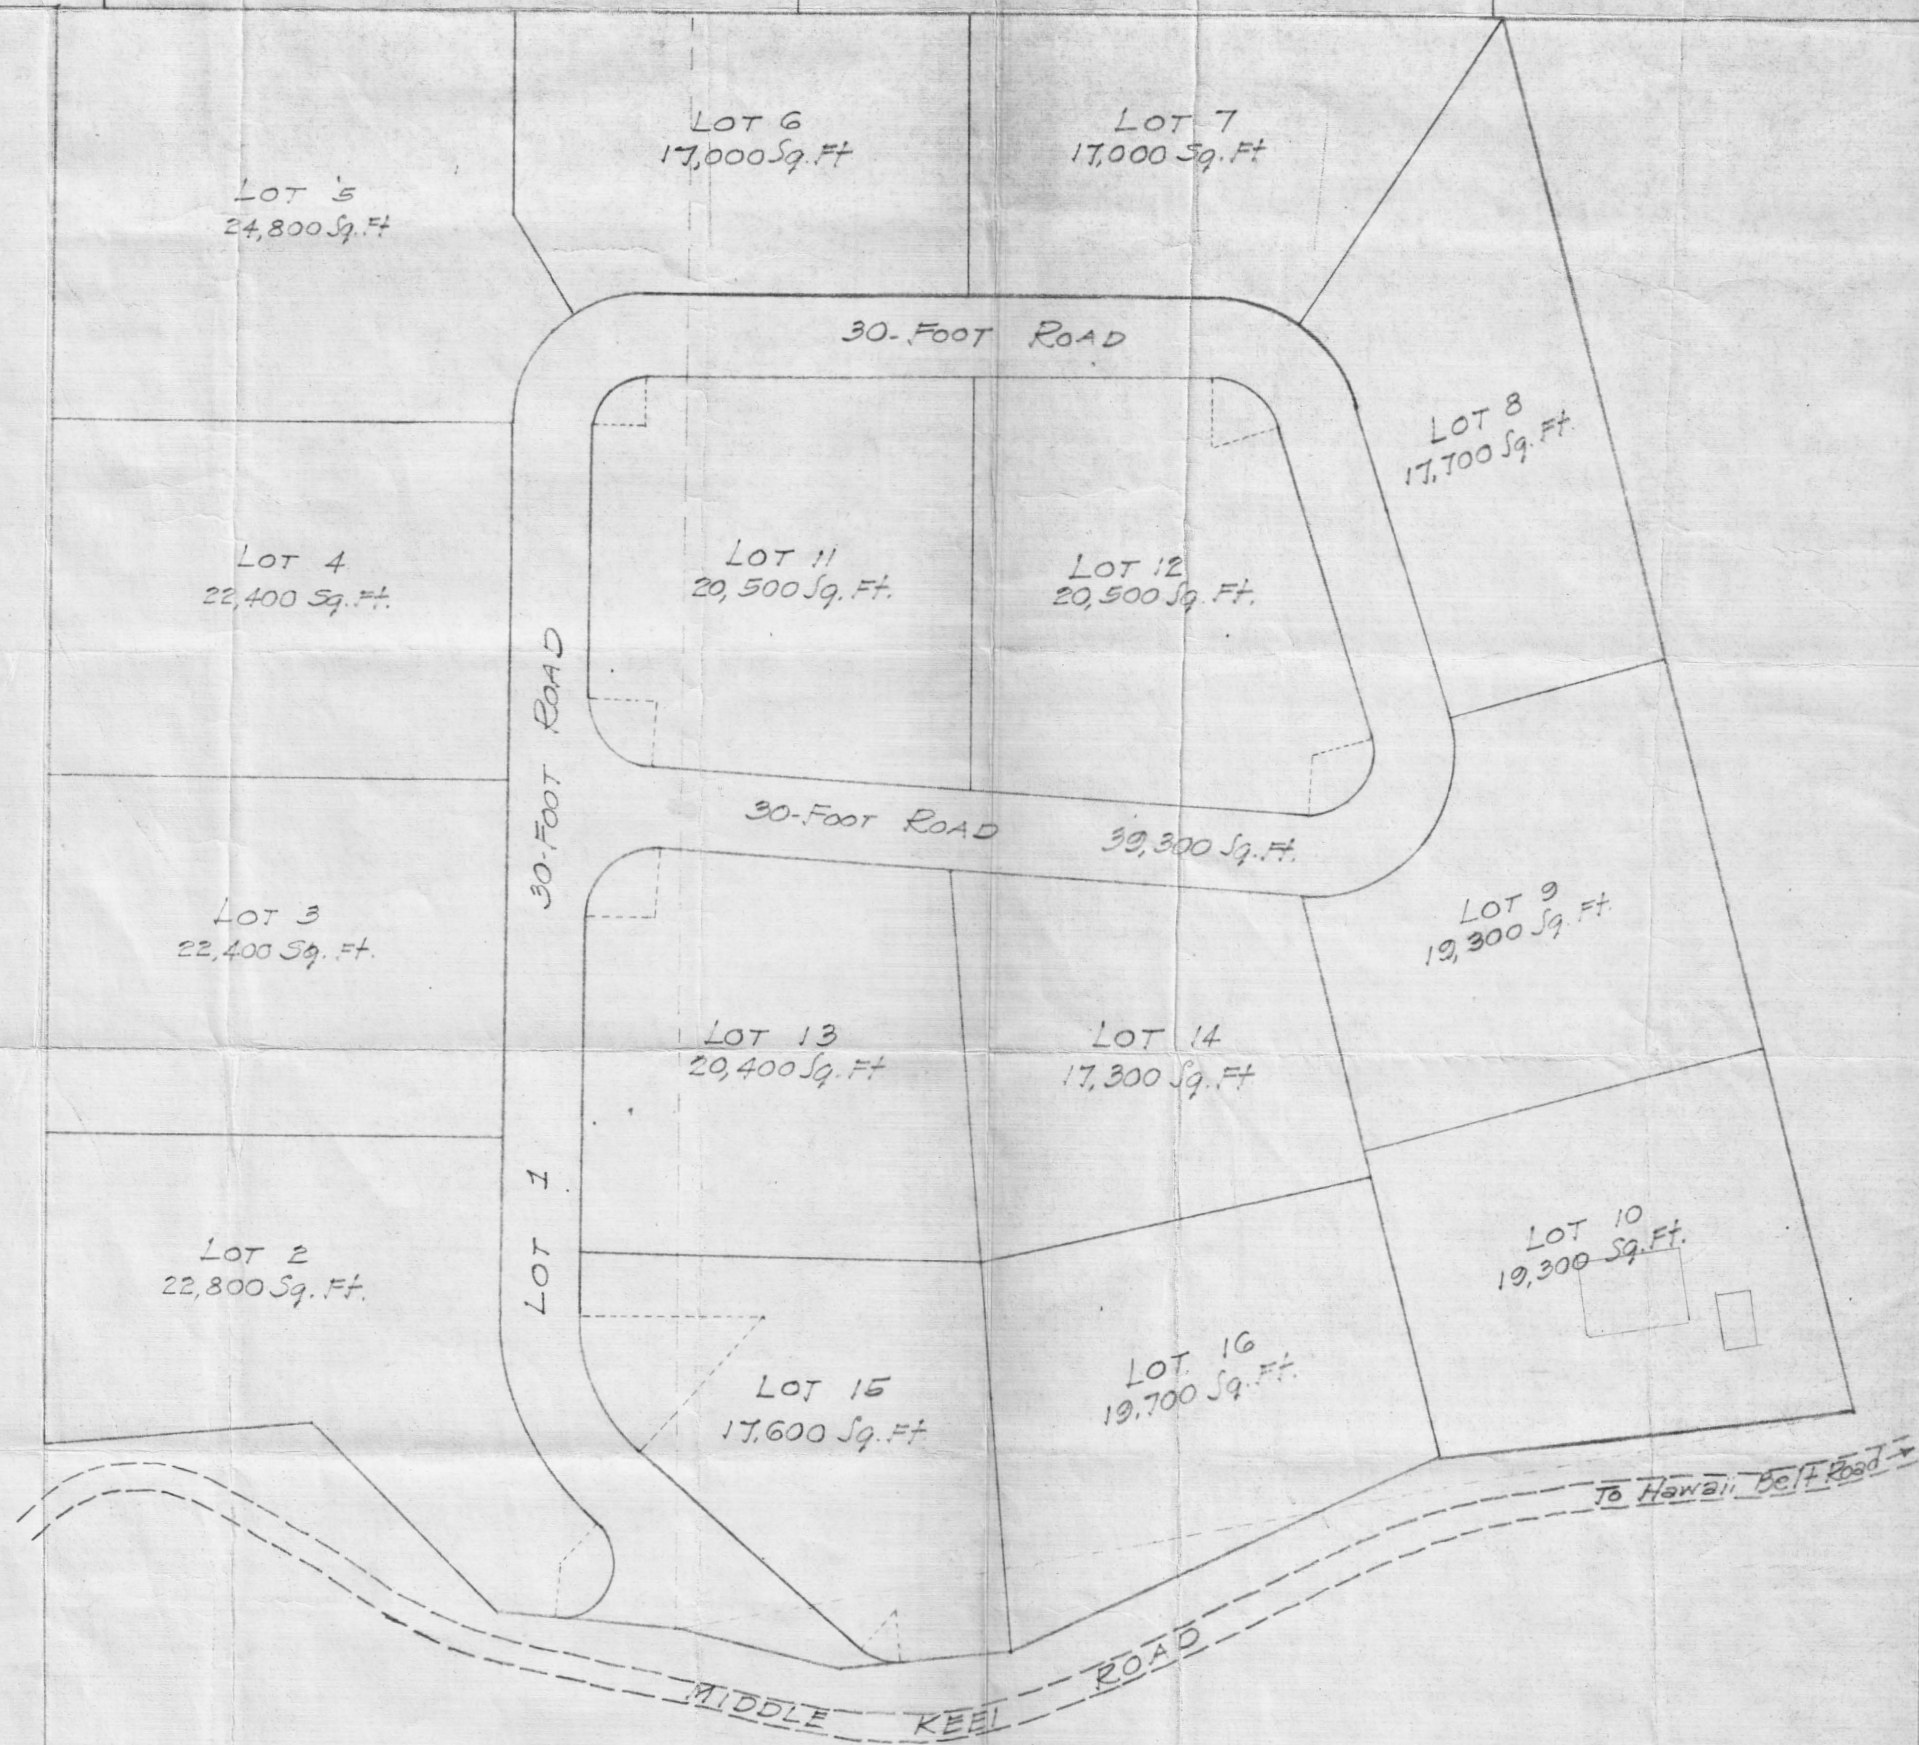 LOT 6
17,000 Sq. Ft
LOT 7
17,000 Sq. Ft
LOT 5
24,800 Sq. Ft
30-FOOT ROAD
LOT 8
17,700 Sq. Ft.
LOT 4
22,400 Sq. Ft.
LOT 11
20,500 Sq. Ft.
LOT 12
20,500 Sq. Ft.
30-FOOT ROAD
30-FOOT ROAD
39,300 Sq. Ft.
LOT 3
22,400 Sq. Ft.
LOT 9
19,300 Sq. Ft.
LOT 13
20,400 Sq. Ft
LOT 14
17,300 Sq. Ft
LOT 1
LOT 2
22,800 Sq. Ft.
LOT 10
19,300 Sq. Ft.
LOT 15
17,600 Sq. Ft
LOT. 16
19,700 Sq. Ft.
To Hawaii Belt Road
MIDDLE KEEI ROAD